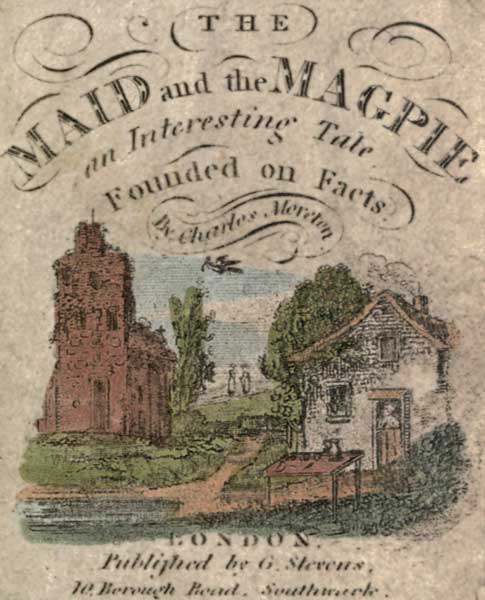 THE
MAID and the MAGPIE
an Interesting Tale
Founded on Facts.
By Charles Moreton
LONDON.
Publiſhed by G. Stevens,
10, Borough Road, Southwark.